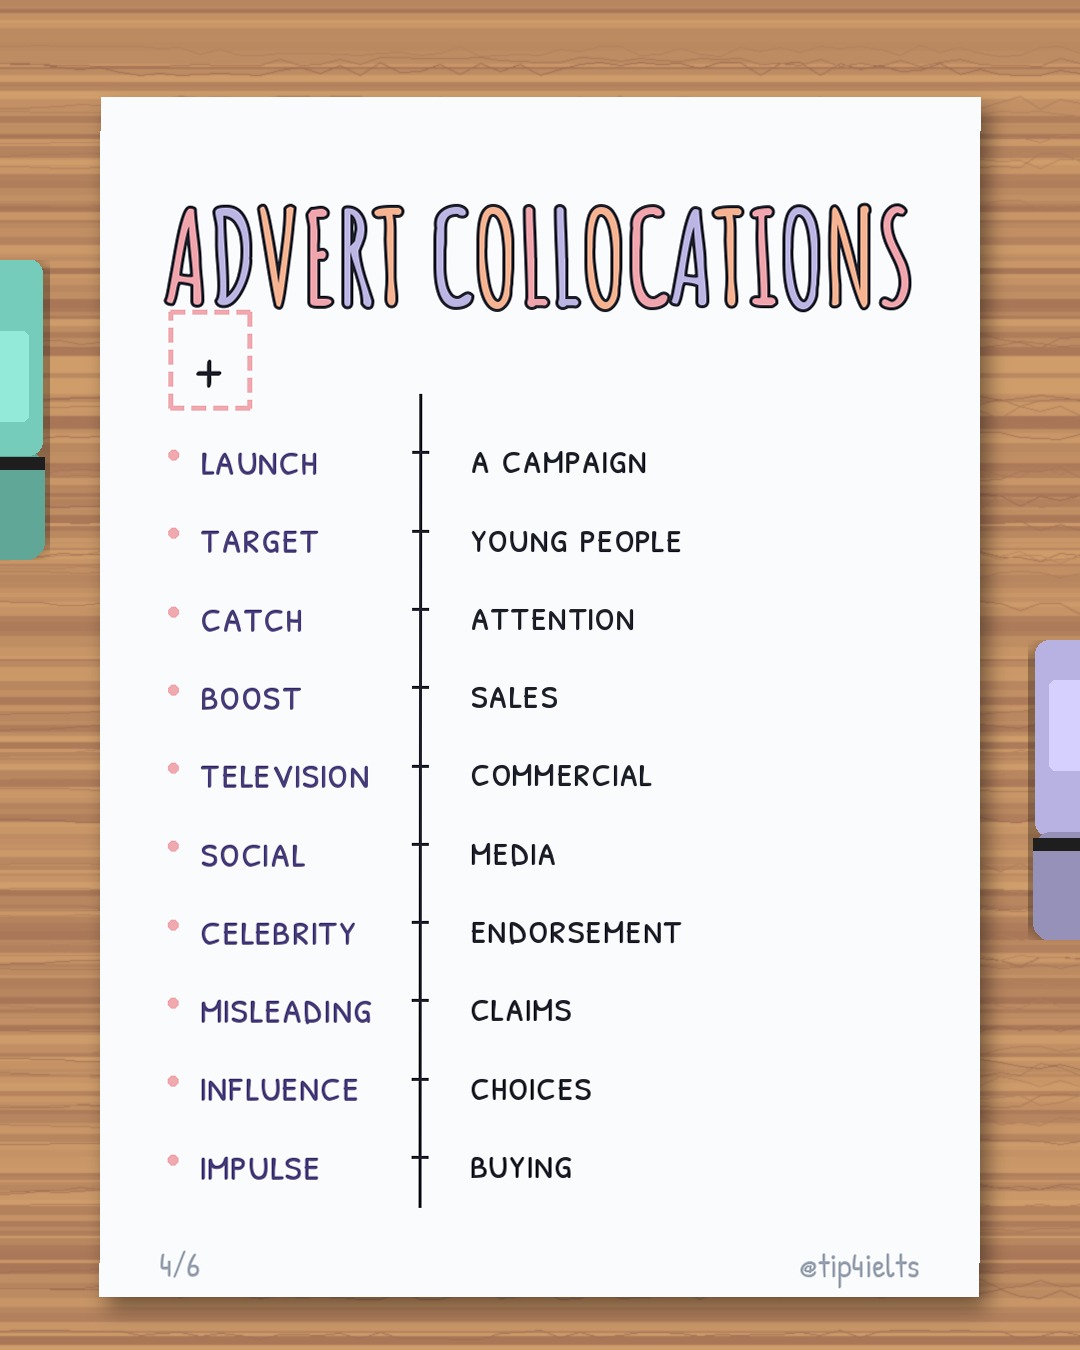 ADVERT COLLOCATIONS
+
LAUNCH A CAMPAIGN
TARGET YOUNG PEOPLE
CATCH ATTENTION
BOOST SALES
TELEVISION COMMERCIAL
SOCIAL MEDIA
CELEBRITY ENDORSEMENT
MISLEADING CLAIMS
INFLUENCE CHOICES
IMPULSE BUYING
4/6 @tip4ielts